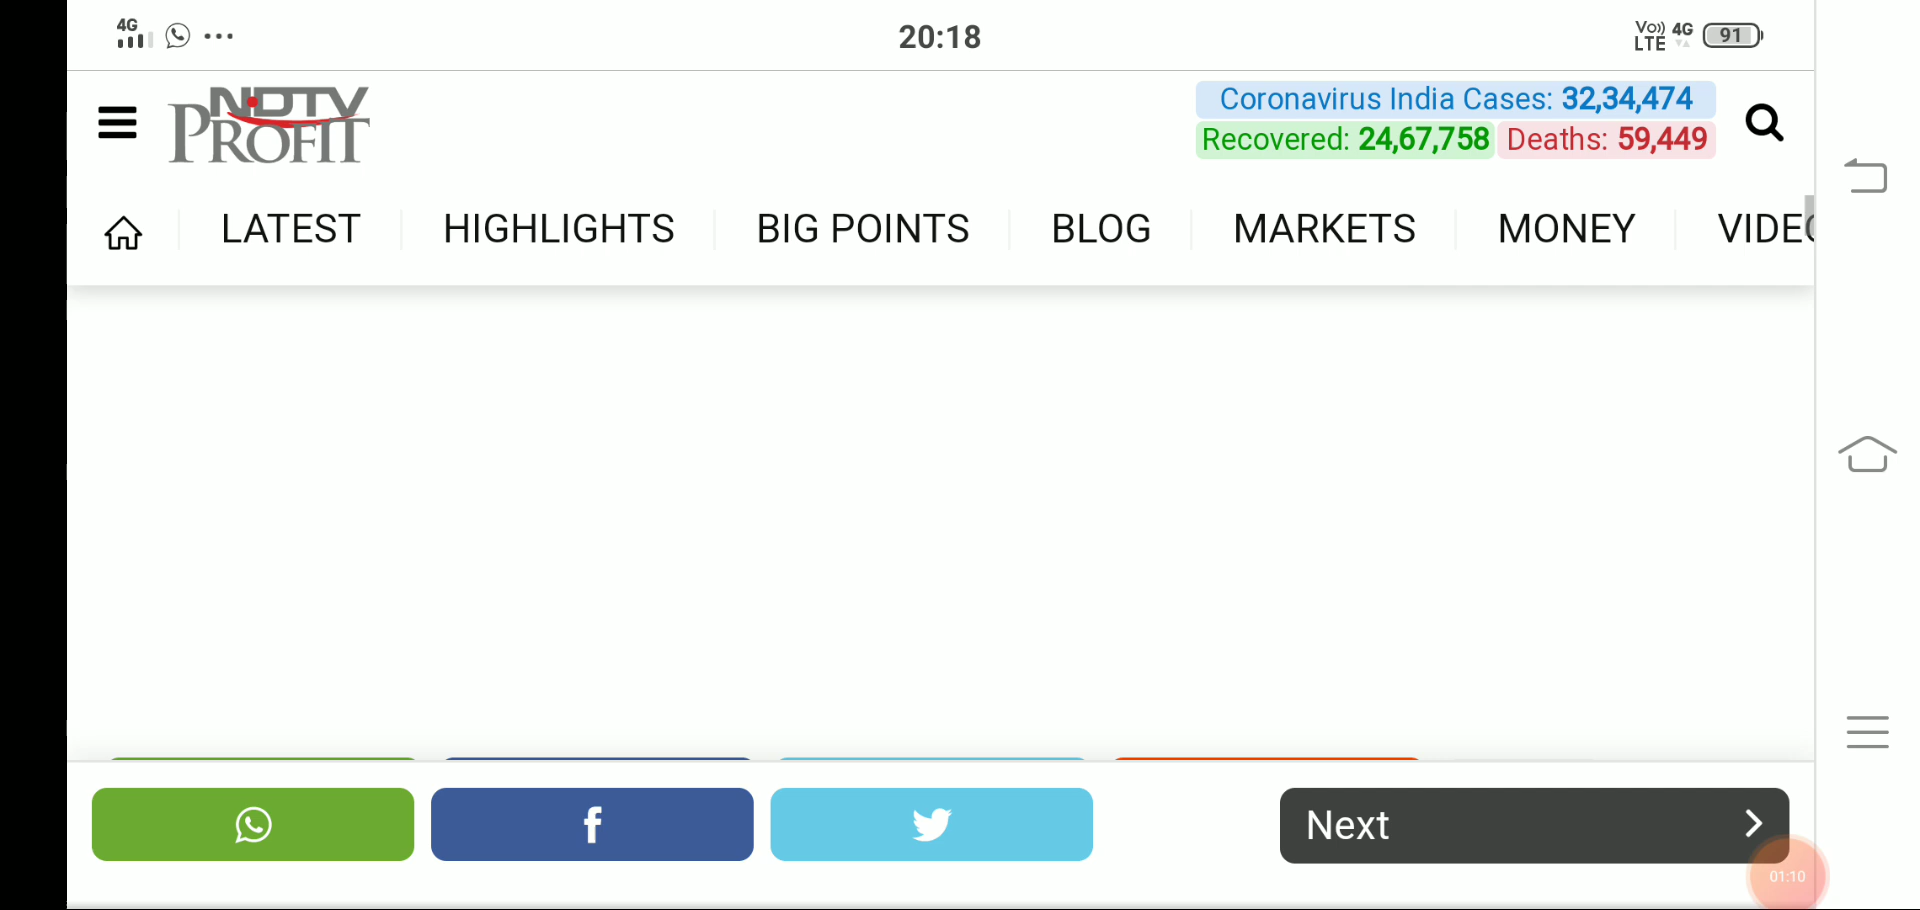 4G 20:18 Vo)) LTE 4G 91
NDTV PROFIT
Coronavirus India Cases: 32,34,474
Recovered: 24,67,758 Deaths: 59,449
LATEST HIGHLIGHTS BIG POINTS BLOG MARKETS MONEY VIDEO
f Next
01:10